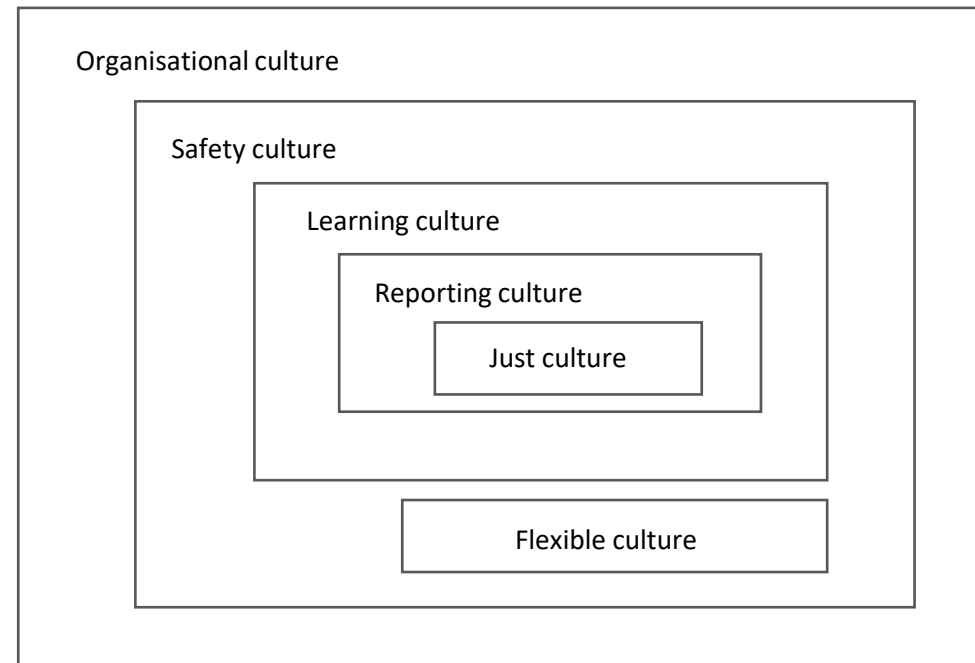 Organisational culture
Safety culture
Learning culture
Reporting culture
Just culture
Flexible culture